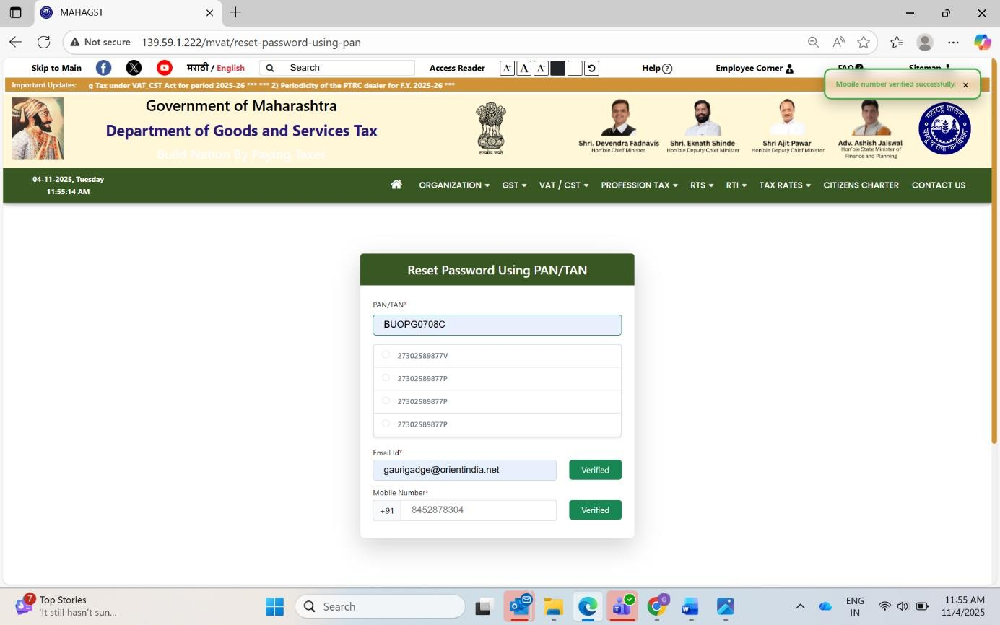 MAHAGST
Not secure 139.59.1.222/mvat/reset-password-using-pan
Skip to Main मराठी / English Search Access Reader A+ A A- Help ? Employee Corner FAQ Sitemap
Important Updates: g Tax under VAT_CST Act for period 2025-26 *** *** 2) Periodicity of the PTRC dealer for F.Y. 2025-26 ***
Mobile number verified successfully. ×
Government of Maharashtra
Department of Goods and Services Tax
Build Nation By Paying Taxes
सत्यमेव जयते
Shri. Devendra Fadnavis
Hon'ble Chief Minister
Shri. Eknath Shinde
Hon'ble Deputy Chief Minister
Shri Ajit Pawar
Hon'ble Deputy Chief Minister
Adv. Ashish Jaiswal
Hon'ble State Minister of
Finance and Planning
महाराष्ट्र शासन
वस्तू व सेवा कर विभाग
04-11-2025, Tuesday
11:55:14 AM
ORGANIZATION GST VAT / CST PROFESSION TAX RTS RTI TAX RATES CITIZENS CHARTER CONTACT US
Reset Password Using PAN/TAN
PAN/TAN*
BUOPG0708C
27302589877V
27302589877P
27302589877P
27302589877P
Email Id*
gaurigadge@orientindia.net Verified
Mobile Number*
+91 8452878304 Verified
7 Top Stories
'It still hasn't sun...
Search
G
ENG
IN
11:55 AM
11/4/2025